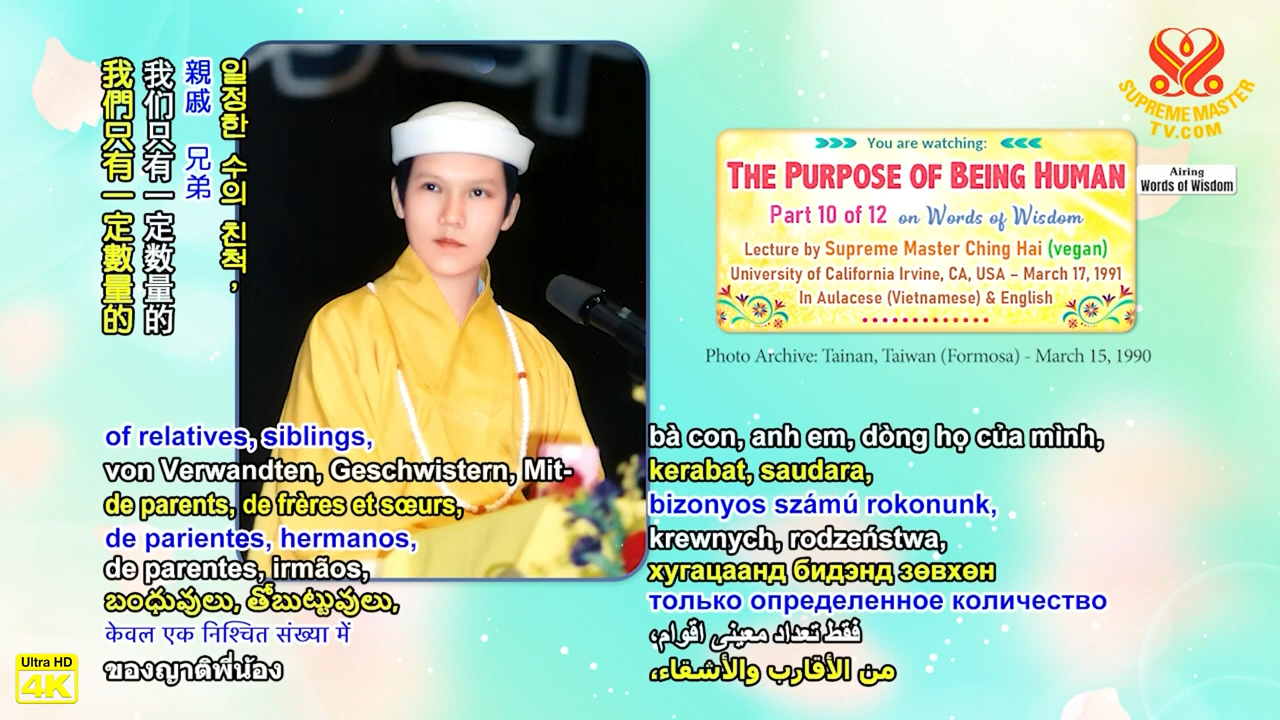 我們只有一定數量的
我们只有一定数量的
親戚 兄弟
일정한 수의 친척,
SUPREME MASTER
TV.COM
You are watching:
THE PURPOSE OF BEING HUMAN
Part 10 of 12 on Words of Wisdom
Lecture by Supreme Master Ching Hai (vegan)
University of California Irvine, CA, USA – March 17, 1991
In Aulacese (Vietnamese) & English
Airing
Words of Wisdom
Photo Archive: Tainan, Taiwan (Formosa) - March 15, 1990
of relatives, siblings,
von Verwandten, Geschwistern, Mit-
de parents, de frères et sœurs,
de parientes, hermanos,
de parentes, irmãos,
బంధువులు, తోబుట్టువులు,
केवल एक निश्चित संख्या में
ของญาติพี่น้อง
bà con, anh em, dòng họ của mình,
kerabat, saudara,
bizonyos számú rokonunk,
krewnych, rodzeństwa,
хугацаанд бидэнд зөвхөн
только определенное количество
فقط تعداد معینی اقوام،
من الأقارب والأشقاء،
Ultra HD
4K